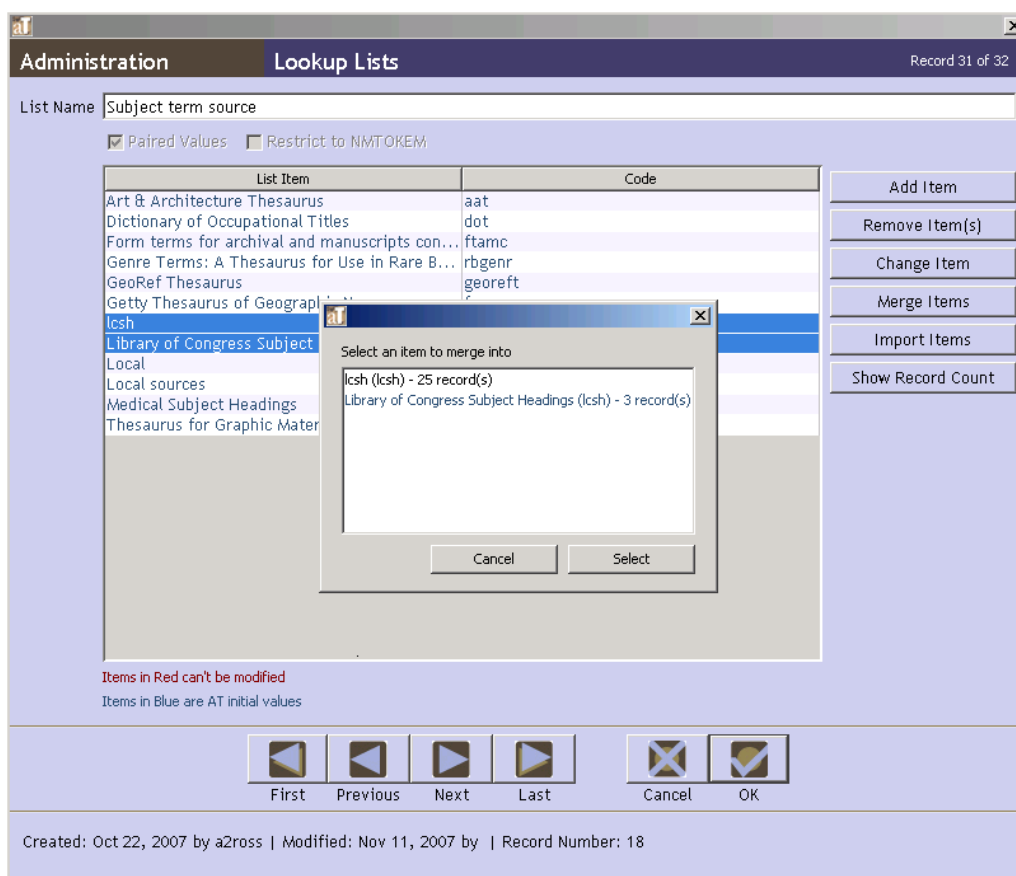 aT
Administration Lookup Lists Record 31 of 32
List Name Subject term source
Paired Values Restrict to NMTOKEM
List Item Code
Art & Architecture Thesaurus aat
Dictionary of Occupational Titles dot
Form terms for archival and manuscripts con... ftamc
Genre Terms: A Thesaurus for Use in Rare B... rbgenr
GeoRef Thesaurus georeft
Getty Thesaurus of Geographi
lcsh
Library of Congress Subject
Local
Local sources
Medical Subject Headings
Thesaurus for Graphic Mater
Add Item
Remove Item(s)
Change Item
Merge Items
Import Items
Show Record Count
aT
Select an item to merge into
lcsh (lcsh) - 25 record(s)
Library of Congress Subject Headings (lcsh) - 3 record(s)
Cancel Select
Items in Red can't be modified
Items in Blue are AT initial values
First Previous Next Last Cancel OK
Created: Oct 22, 2007 by a2ross | Modified: Nov 11, 2007 by | Record Number: 18